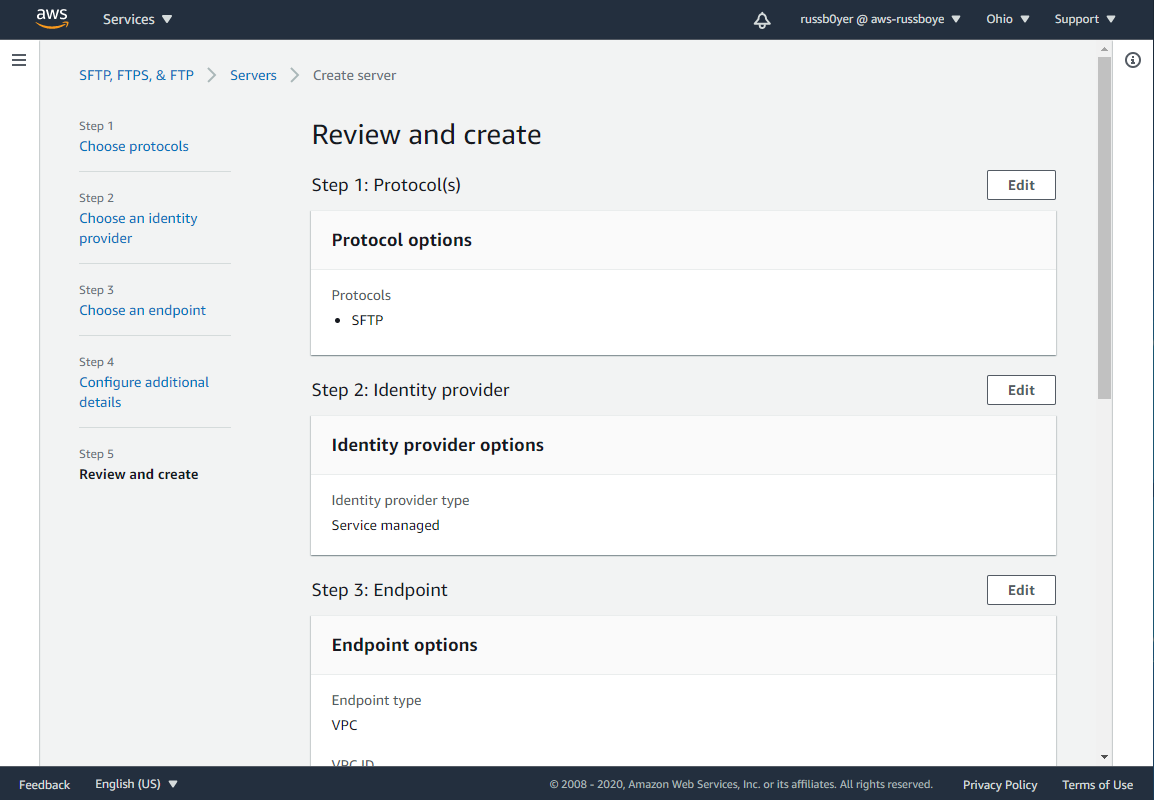 aws
Services
russb0yer @ aws-russboye
Ohio
Support
SFTP, FTPS, & FTP
Servers
Create server
Step 1
Choose protocols
Step 2
Choose an identity
provider
Step 3
Choose an endpoint
Step 4
Configure additional
details
Step 5
Review and create
Review and create
Step 1: Protocol(s)
Edit
Protocol options
Protocols
• SFTP
Step 2: Identity provider
Edit
Identity provider options
Identity provider type
Service managed
Step 3: Endpoint
Edit
Endpoint options
Endpoint type
VPC
VPC ID
Feedback
English (US)
© 2008 - 2020, Amazon Web Services, Inc. or its affiliates. All rights reserved.
Privacy Policy
Terms of Use